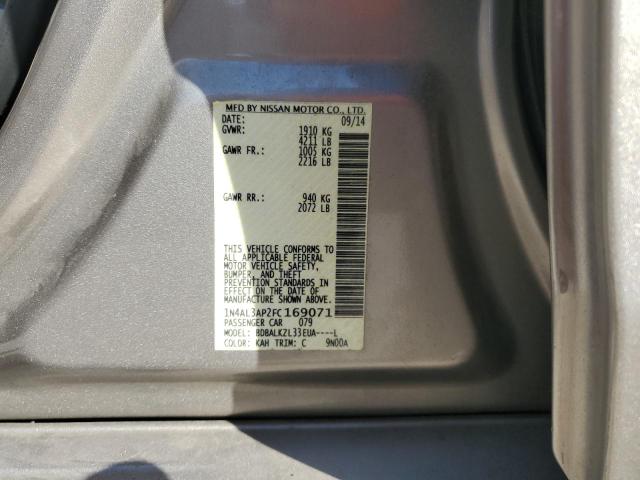 MFD BY NISSAN MOTOR CO., LTD.
DATE: 09/14
GVWR: 1910 KG
4211 LB
GAWR FR.: 1005 KG
2216 LB
GAWR RR.: 940 KG
2072 LB
THIS VEHICLE CONFORMS TO
ALL APPLICABLE FEDERAL
MOTOR VEHICLE SAFETY,
BUMPER, AND THEFT
PREVENTION STANDARDS IN
EFFECT ON THE DATE OF
MANUFACTURE SHOWN ABOVE.
1N4AL3AP2FC169071
PASSENGER CAR 079
MODEL: BDBALKZL33EUA----L
COLOR: KAH TRIM: C 9N00A